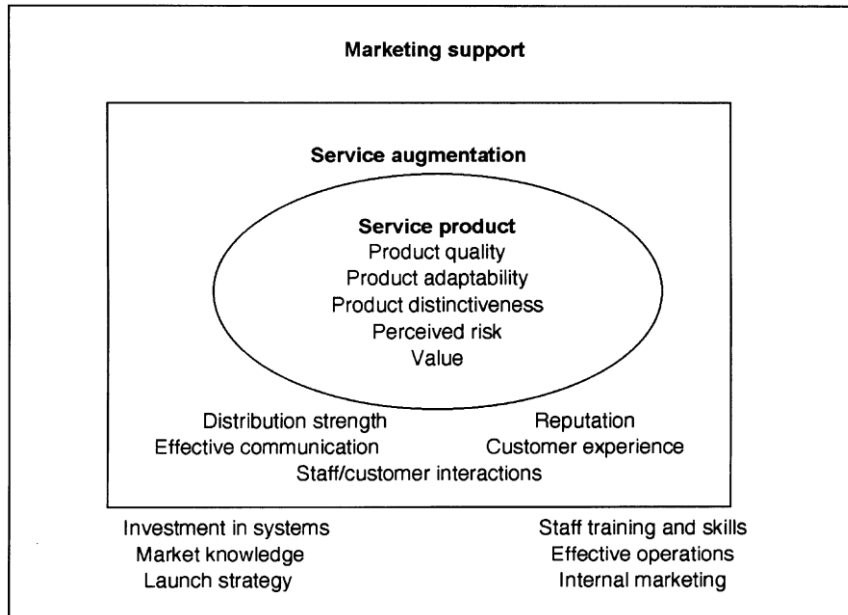 Marketing support
Service augmentation
Service product
Product quality
Product adaptability
Product distinctiveness
Perceived risk
Value
Distribution strength
Reputation
Effective communication
Customer experience
Staff/customer interactions
Investment in systems
Staff training and skills
Market knowledge
Effective operations
Launch strategy
Internal marketing